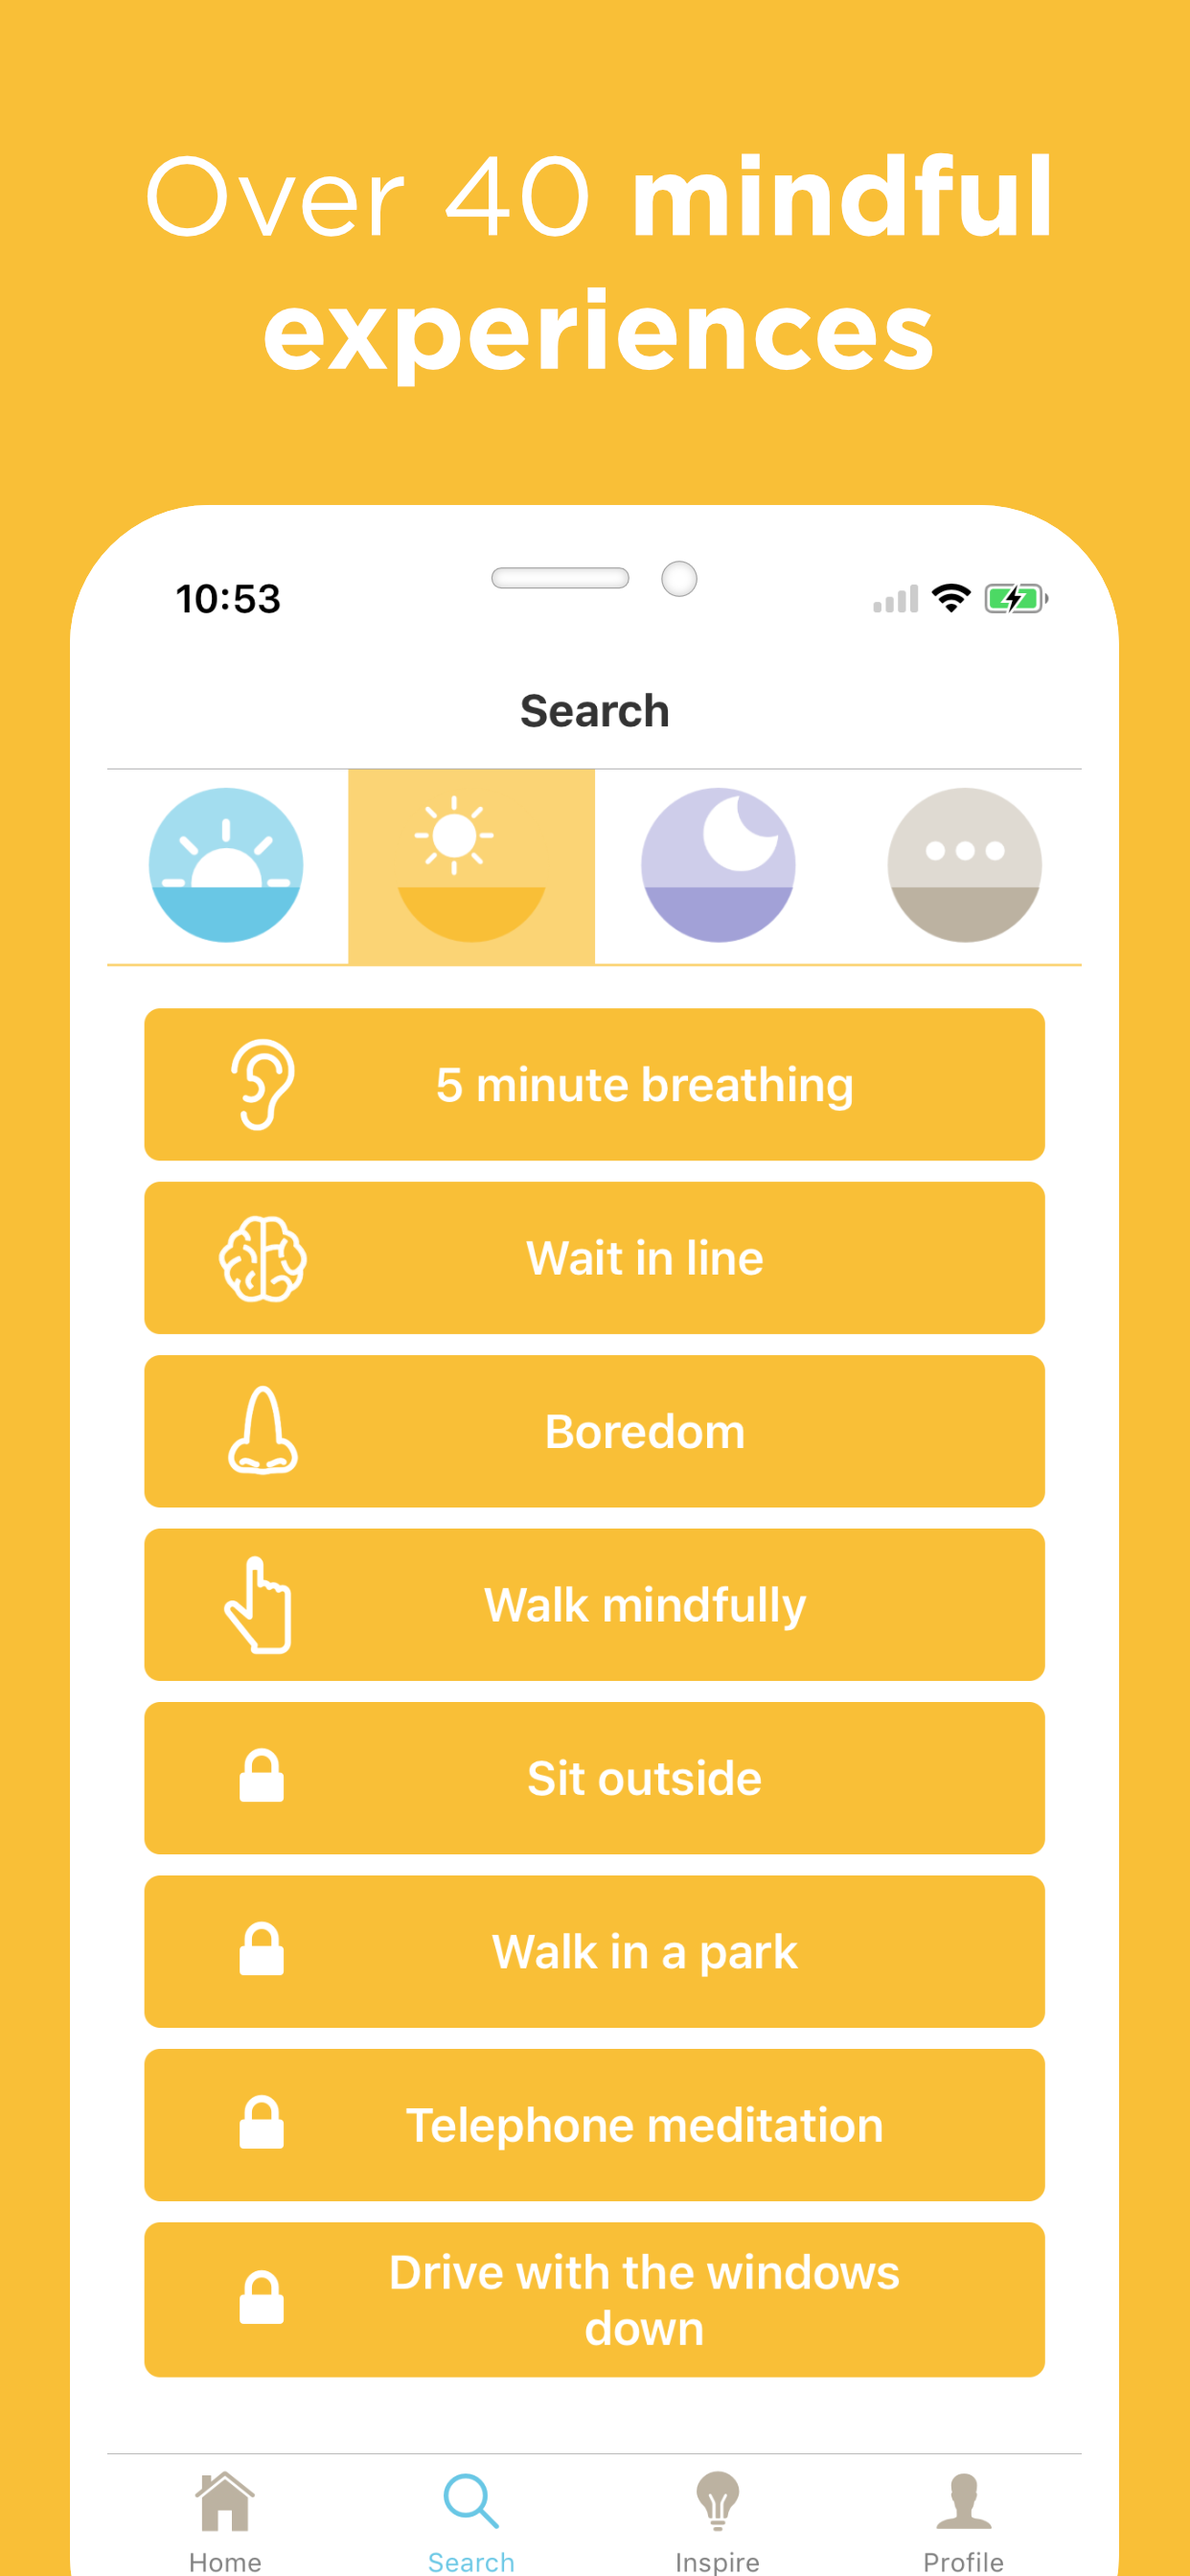 Over 40 mindful
experiences
10:53
Search
5 minute breathing
Wait in line
Boredom
Walk mindfully
Sit outside
Walk in a park
Telephone meditation
Drive with the windows
down
Home Search Inspire Profile